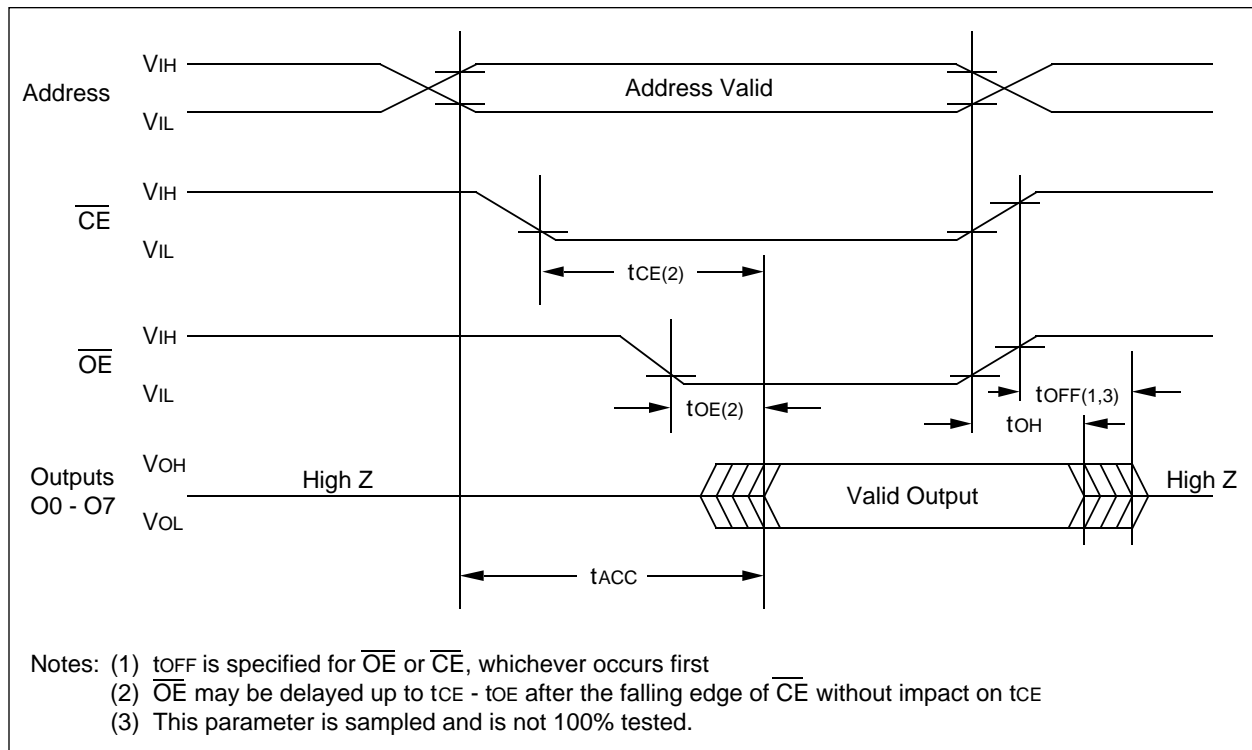 VIH
Address
Address Valid
VIL
VIH
CE
VIL
tCE(2)
VIH
OE
VIL
tOE(2)
tOFF(1,3)
tOH
VOH
Outputs
O0 - O7
High Z
Valid Output
High Z
VOL
tACC
Notes: (1) tOFF is specified for OE or CE, whichever occurs first
(2) OE may be delayed up to tCE - tOE after the falling edge of CE without impact on tCE
(3) This parameter is sampled and is not 100% tested.